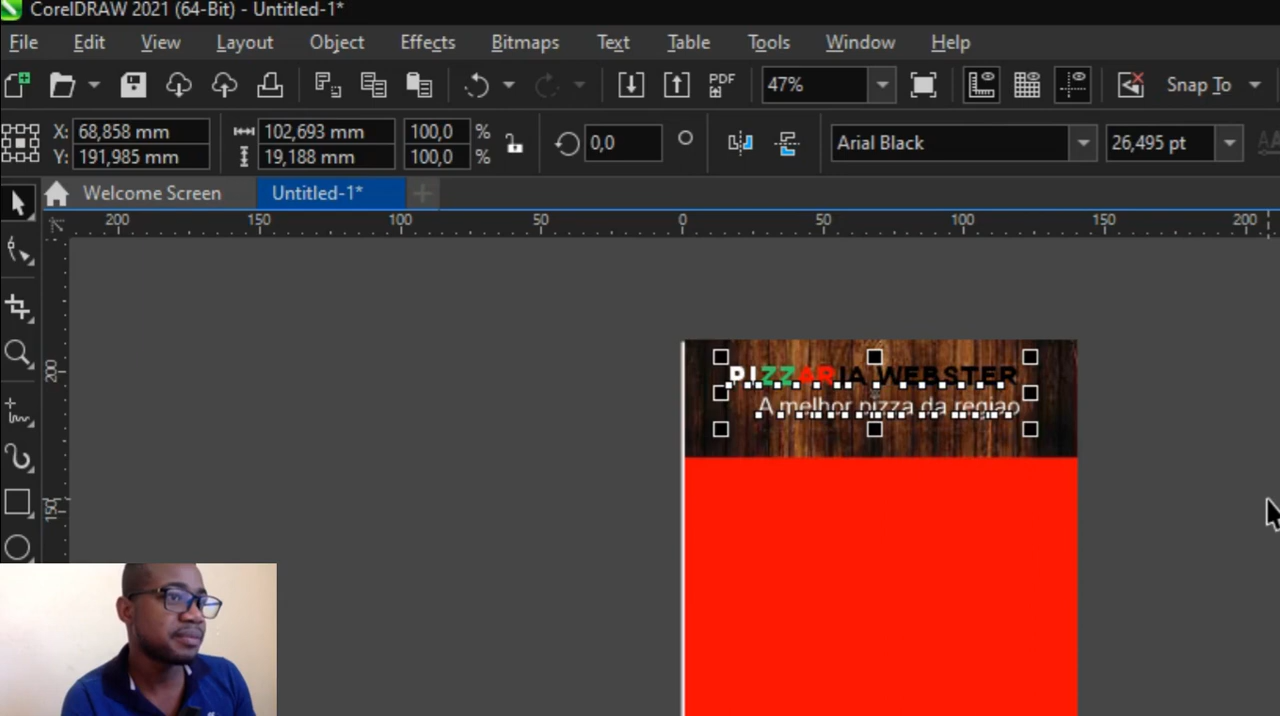 CorelDRAW 2021 (64-Bit) - Untitled-1*
File Edit View Layout Object Effects Bitmaps Text Table Tools Window Help
PDF 47% Snap To
X: 68,858 mm 102,693 mm 100,0 % 0,0 Arial Black 26,495 pt
Y: 191,985 mm 19,188 mm 100,0 %
Welcome Screen Untitled-1*
200 150 100 50 0 50 100 150 200
PIZZARIA WEBSTER
200
A melhor pizza da regiao
150